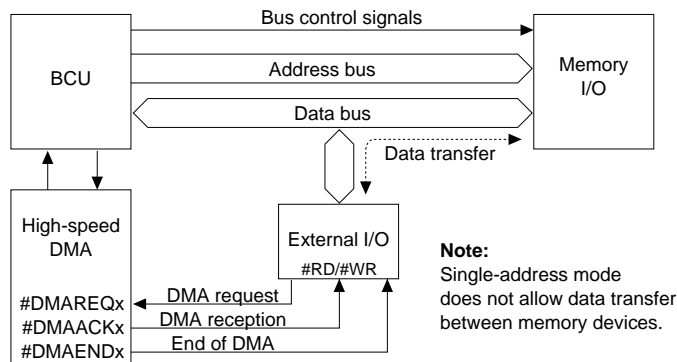 Bus control signals
BCU
Address bus
Memory
I/O
Data bus
Data transfer
High-speed
DMA
External I/O
#RD/#WR
Note:
Single-address mode
does not allow data transfer
between memory devices.
#DMAREQx
DMA request
#DMAACKx
DMA reception
#DMAENDx
End of DMA